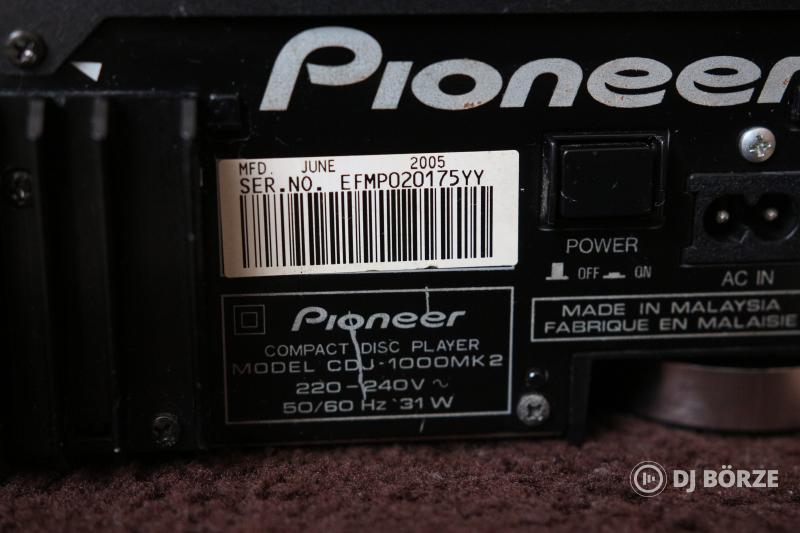 Pioneer
MFD. JUNE 2005
SER.NO. EFMP020175YY
POWER
OFF ON
AC IN
MADE IN MALAYSIA
FABRIQUE EN MALAISIE
Pioneer
COMPACT DISC PLAYER
MODEL CDJ-1000MK2
220-240V ~
50/60 Hz 31 W
DJ BÖRZE